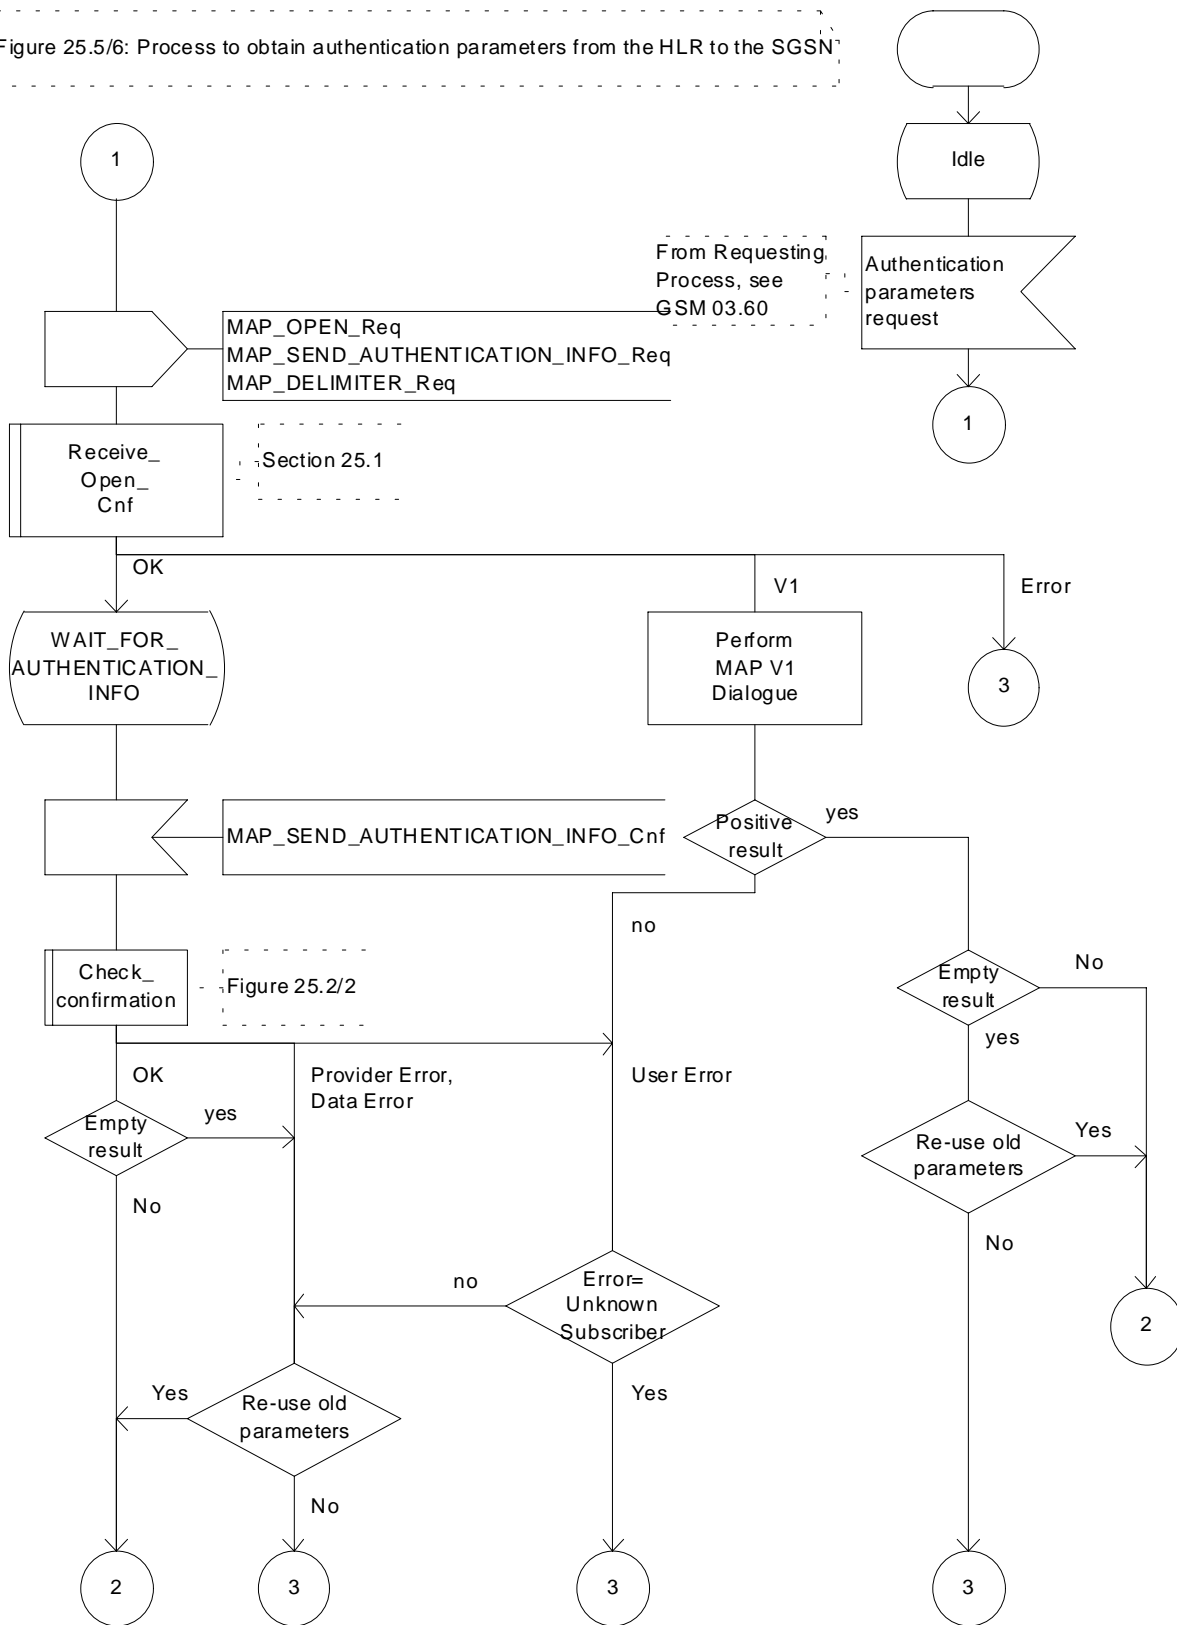 Figure 25.5/6: Process to obtain authentication parameters from the HLR to the SGSN
1
Idle
From Requesting
Process, see
GSM 03.60
Authentication
parameters
request
1
MAP_OPEN_Req
MAP_SEND_AUTHENTICATION_INFO_Req
MAP_DELIMITER_Req
Receive_
Open_
Cnf
Section 25.1
OK
V1
Error
WAIT_FOR_
AUTHENTICATION_
INFO
Perform
MAP V1
Dialogue
3
MAP_SEND_AUTHENTICATION_INFO_Cnf
Positive
result
yes
no
Check_
confirmation
Figure 25.2/2
Empty
result
No
yes
OK
Provider Error,
Data Error
User Error
Empty
result
yes
No
Re-use old
parameters
Yes
No
Error=
Unknown
Subscriber
no
Yes
2
Re-use old
parameters
Yes
No
2
3
3
3